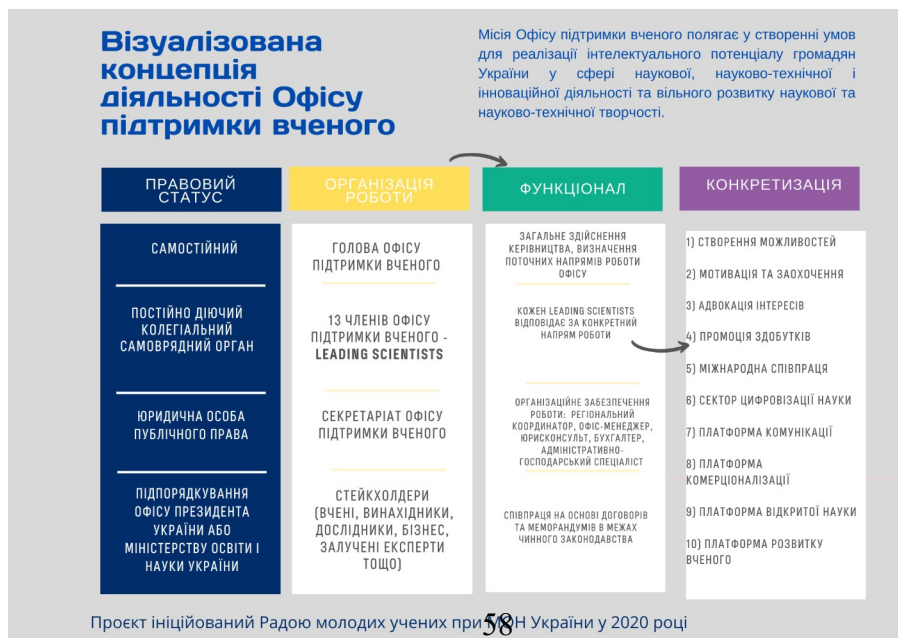 Візуалізована
концепція
діяльності Офісу
підтримки вченого
Місія Офісу підтримки вченого полягає у створенні умов
для реалізації інтелектуального потенціалу громадян
України у сфері наукової, науково-технічної і
інноваційної діяльності та вільного розвитку наукової та
науково-технічної творчості.
ПРАВОВИЙ
СТАТУС
САМОСТІЙНИЙ
ПОСТІЙНО ДІЮЧИЙ
КОЛЕГІАЛЬНИЙ
САМОВРЯДНИЙ ОРГАН
ЮРИДИЧНА ОСОБА
ПУБЛІЧНОГО ПРАВА
ПІДПОРЯДКУВАННЯ
ОФІСУ ПРЕЗИДЕНТА
УКРАЇНИ АБО
МІНІСТЕРСТВУ ОСВІТИ І
НАУКИ УКРАЇНИ
ОРГАНІЗАЦІЯ
РОБОТИ
ГОЛОВА ОФІСУ
ПІДТРИМКИ ВЧЕНОГО
13 ЧЛЕНІВ ОФІСУ
ПІДТРИМКИ ВЧЕНОГО -
LEADING SCIENTISTS
СЕКРЕТАРІАТ ОФІСУ
ПІДТРИМКИ ВЧЕНОГО
СТЕЙКХОЛДЕРИ
(ВЧЕНІ, ВИНАХІДНИКИ,
ДОСЛІДНИКИ, БІЗНЕС,
ЗАЛУЧЕНІ ЕКСПЕРТИ
ТОЩО)
ФУНКЦІОНАЛ
ЗАГАЛЬНЕ ЗДІЙСНЕННЯ
КЕРІВНИЦТВА, ВИЗНАЧЕННЯ
ПОТОЧНИХ НАПРЯМІВ РОБОТИ
ОФІСУ
КОЖЕН LEADING SCIENTISTS
ВІДПОВІДАЄ ЗА КОНКРЕТНИЙ
НАПРЯМ РОБОТИ
ОРГАНІЗАЦІЙНЕ ЗАБЕЗПЕЧЕННЯ
РОБОТИ: РЕГІОНАЛЬНИЙ
КООРДИНАТОР, ОФІС-МЕНЕДЖЕР,
ЮРИСКОНСУЛЬТ, БУХГАЛТЕР,
АДМІНІСТРАТИВНО-
ГОСПОДАРСЬКИЙ СПЕЦІАЛІСТ
СПІВПРАЦЯ НА ОСНОВІ ДОГОВОРІВ
ТА МЕМОРАНДУМІВ В МЕЖАХ
ЧИННОГО ЗАКОНОДАВСТВА
КОНКРЕТИЗАЦІЯ
1) СТВОРЕННЯ МОЖЛИВОСТЕЙ
2) МОТИВАЦІЯ ТА ЗАОХОЧЕННЯ
3) АДВОКАЦІЯ ІНТЕРЕСІВ
4) ПРОМОЦІЯ ЗДОБУТКІВ
5) МІЖНАРОДНА СПІВПРАЦЯ
6) СЕКТОР ЦИФРОВІЗАЦІЇ НАУКИ
7) ПЛАТФОРМА КОМУНІКАЦІЇ
8) ПЛАТФОРМА
КОМЕРЦІОНАЛІЗАЦІЇ
9) ПЛАТФОРМА ВІДКРИТОЇ НАУКИ
10) ПЛАТФОРМА РОЗВИТКУ
ВЧЕНОГО
Проєкт ініційований Радою молодих учених при МОН України у 2020 році
58